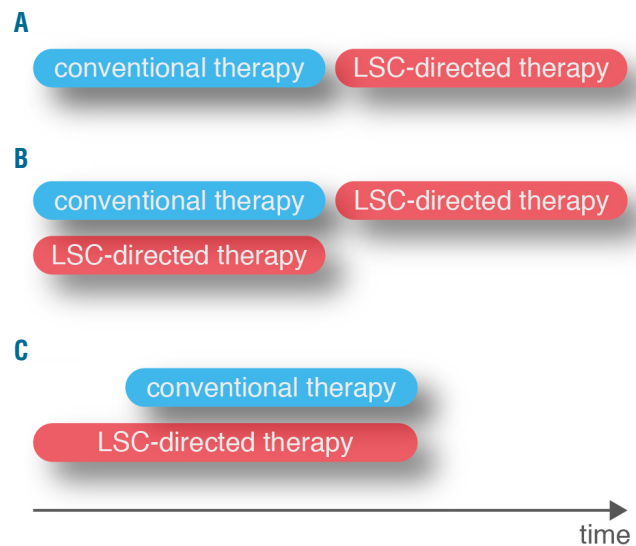 A
conventional therapy LSC-directed therapy
B
conventional therapy LSC-directed therapy
LSC-directed therapy
C
conventional therapy
LSC-directed therapy
time